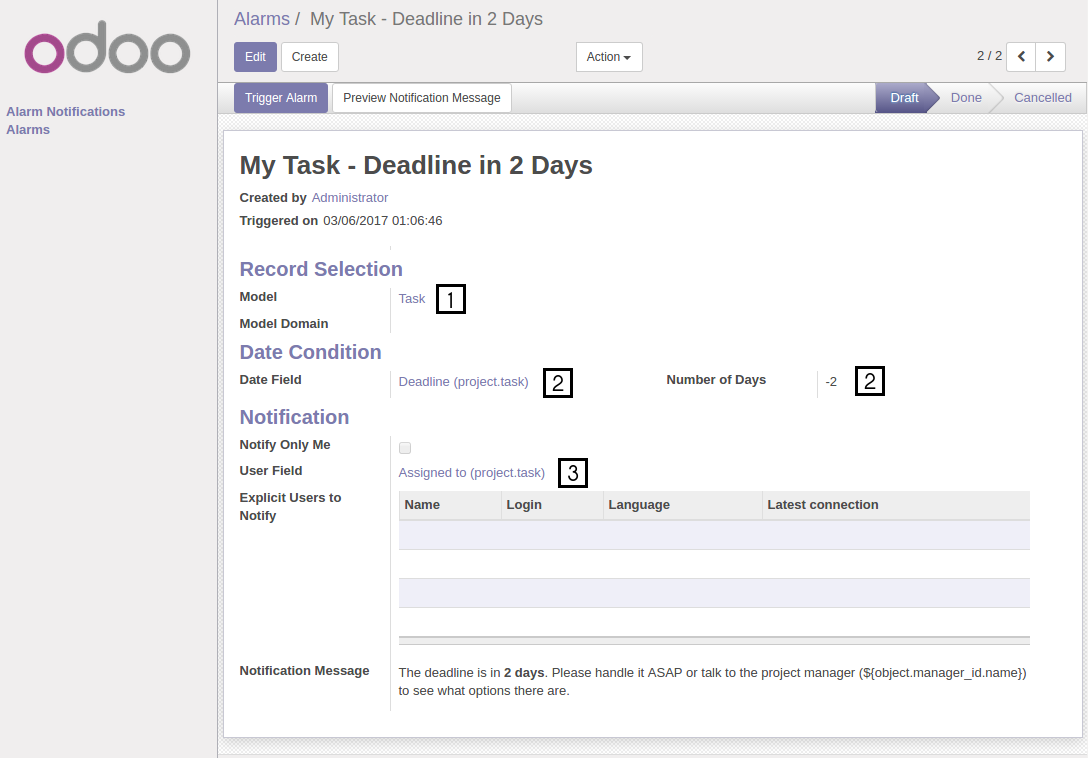 odoo
Alarm Notifications
Alarms
Alarms / My Task - Deadline in 2 Days
Edit Create Action 2 / 2
Trigger Alarm Preview Notification Message Draft Done Cancelled
My Task - Deadline in 2 Days
Created by Administrator
Triggered on 03/06/2017 01:06:46
Record Selection
Model Task 1
Model Domain
Date Condition
Date Field Deadline (project.task) 2 Number of Days -2 2
Notification
Notify Only Me
User Field Assigned to (project.task) 3
Explicit Users to
Notify
Name Login Language Latest connection
Notification Message The deadline is in 2 days. Please handle it ASAP or talk to the project manager (${object.manager_id.name})
to see what options there are.